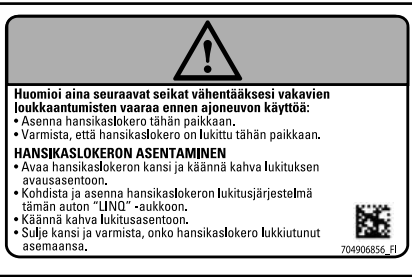 Huomioi aina seuraavat seikat vähentääksesi vakavien
loukkaantumisten vaaraa ennen ajoneuvon käyttöä:
• Asenna hansikaslokero tähän paikkaan.
• Varmista, että hansikaslokero on lukittu tähän paikkaan.
HANSIKASLOKERON ASENTAMINEN
• Avaa hansikaslokeron kansi ja käännä kahva lukituksen
avausasentoon.
• Kohdista ja asenna hansikaslokeron lukitusjärjestelmä
tämän auton "LINQ" -aukkoon.
• Käännä kahva lukitusasentoon.
• Sulje kansi ja varmista, onko hansikaslokero lukkiutunut
asemaansa.
704906856_FI